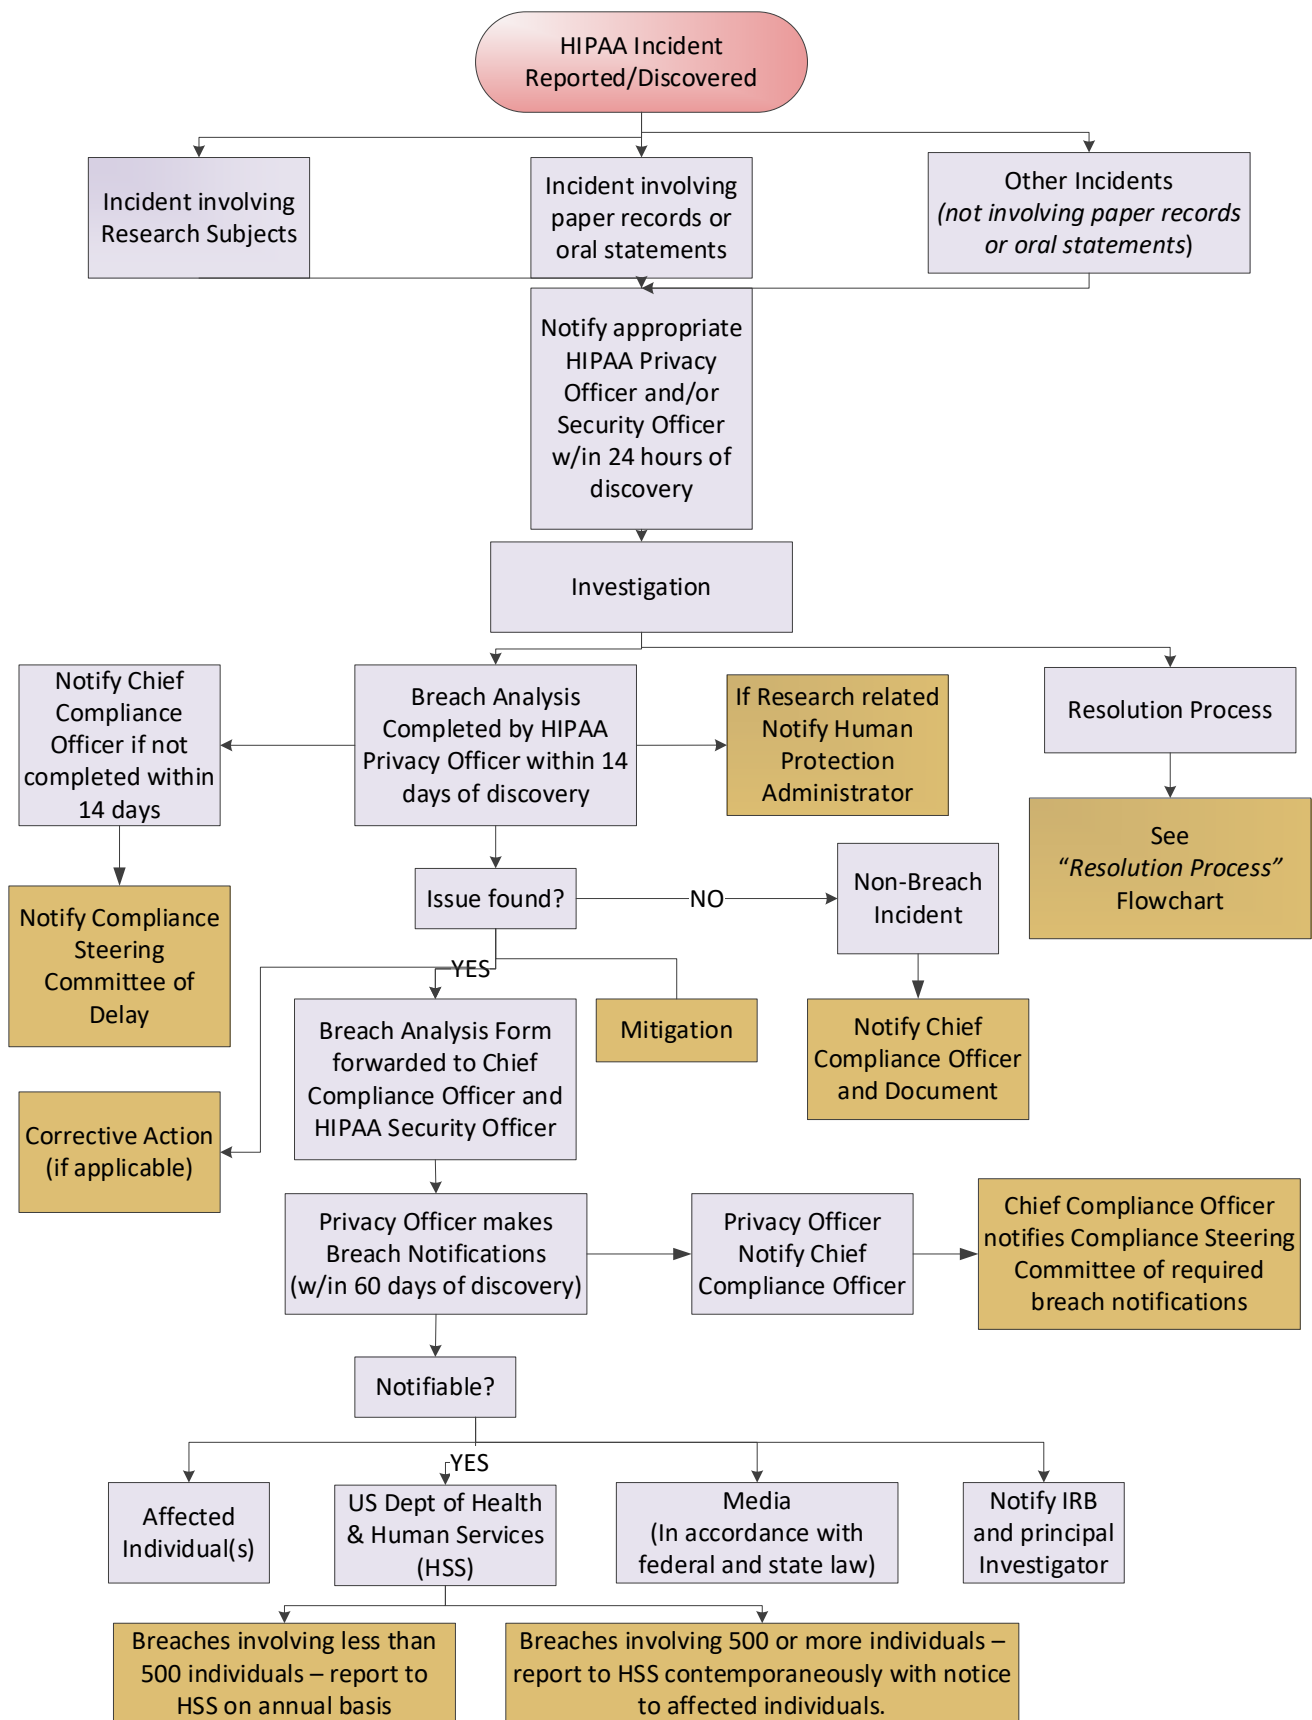 HIPAA Incident
Reported/Discovered
Incident involving
Research Subjects
Incident involving
paper records or
oral statements
Other Incidents
(not involving paper records
or oral statements)
Notify appropriate
HIPAA Privacy
Officer and/or
Security Officer
w/in 24 hours of
discovery
Investigation
Notify Chief
Compliance
Officer if not
completed within
14 days
Breach Analysis
Completed by HIPAA
Privacy Officer within 14
days of discovery
If Research related
Notify Human
Protection
Administrator
Resolution Process
See
“Resolution Process”
Flowchart
Issue found?
NO
Non-Breach
Incident
Notify Compliance
Steering
Committee of
Delay
YES
Breach Analysis Form
forwarded to Chief
Compliance Officer and
HIPAA Security Officer
Mitigation
Notify Chief
Compliance Officer
and Document
Corrective Action
(if applicable)
Privacy Officer makes
Breach Notifications
(w/in 60 days of discovery)
Privacy Officer
Notify Chief
Compliance Officer
Chief Compliance Officer
notifies Compliance Steering
Committee of required
breach notifications
Notifiable?
YES
Affected
Individual(s)
US Dept of Health
& Human Services
(HSS)
Media
(In accordance with
federal and state law)
Notify IRB
and principal
Investigator
Breaches involving less than
500 individuals – report to
HSS on annual basis
Breaches involving 500 or more individuals –
report to HSS contemporaneously with notice
to affected individuals.